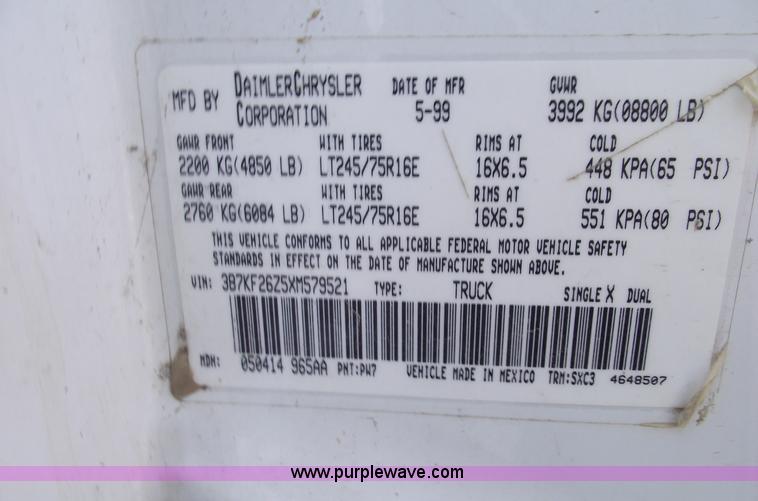 MFD BY DAIMLERCHRYSLER CORPORATION DATE OF MFR 5-99 GVWR 3992 KG(08800 LB)
GAWR FRONT WITH TIRES RIMS AT COLD
2200 KG(4850 LB) LT245/75R16E 16X6.5 448 KPA(65 PSI)
GAWR REAR WITH TIRES RIMS AT COLD
2760 KG(6084 LB) LT245/75R16E 16X6.5 551 KPA(80 PSI)
THIS VEHICLE CONFORMS TO ALL APPLICABLE FEDERAL MOTOR VEHICLE SAFETY
STANDARDS IN EFFECT ON THE DATE OF MANUFACTURE SHOWN ABOVE.
VIN: 3B7KF26Z5XM579521 TYPE: TRUCK SINGLE X DUAL
MDH: 050414 965AA PNT:PW7 VEHICLE MADE IN MEXICO TRM:SXC3 4648507
www.purplewave.com